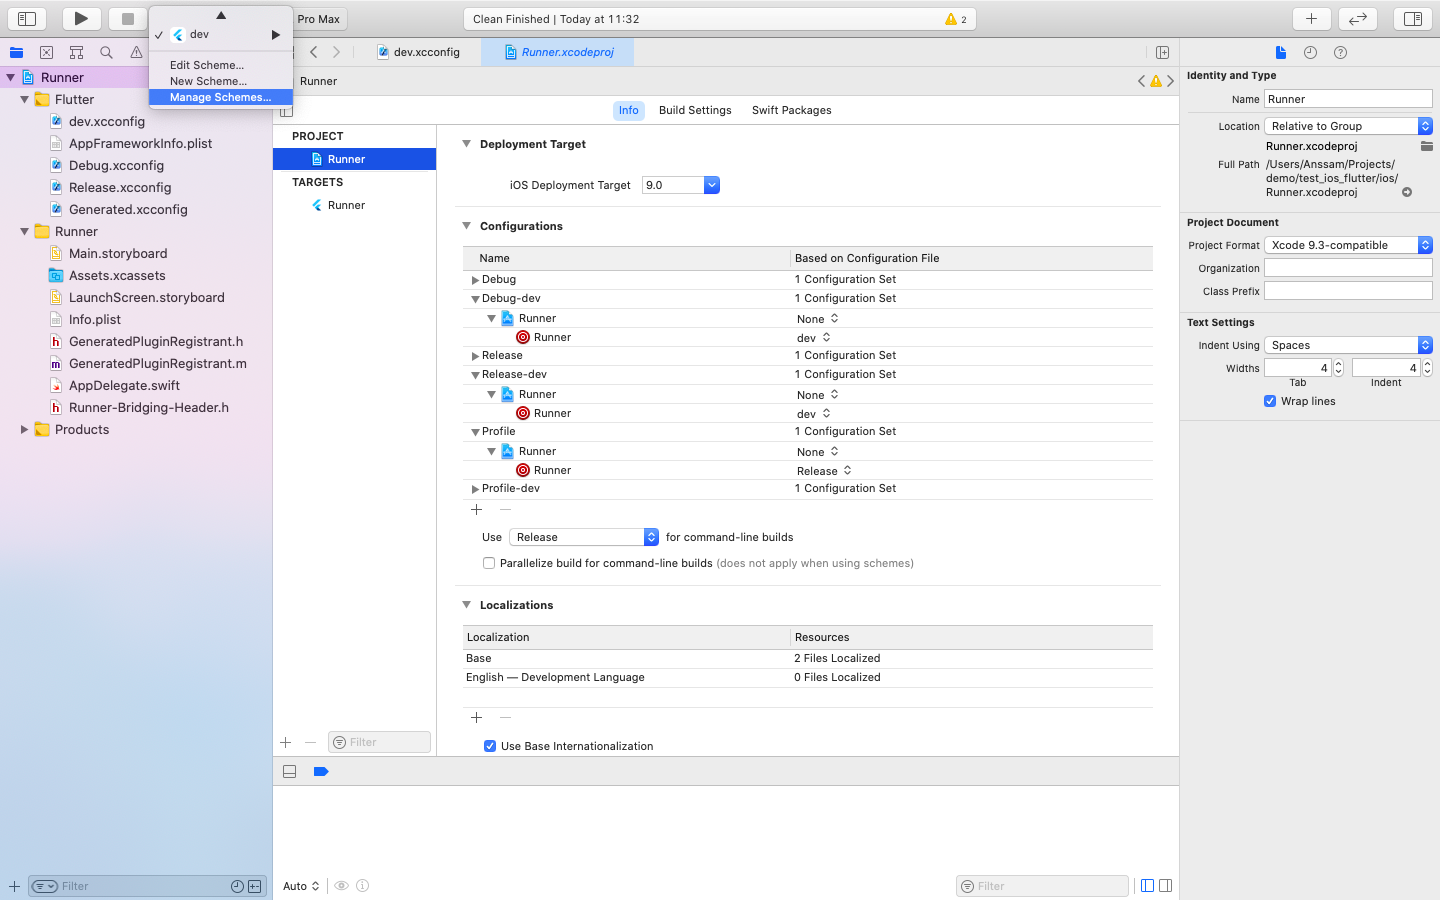 Pro Max
Clean Finished | Today at 11:32
2
dev
Edit Scheme...
New Scheme...
Manage Schemes...
dev.xcconfig
Runner.xcodeproj
Runner
Flutter
dev.xcconfig
AppFrameworkInfo.plist
Debug.xcconfig
Release.xcconfig
Generated.xcconfig
Runner
Main.storyboard
Assets.xcassets
LaunchScreen.storyboard
Info.plist
GeneratedPluginRegistrant.h
GeneratedPluginRegistrant.m
AppDelegate.swift
Runner-Bridging-Header.h
Products
Filter
Runner
Info
Build Settings
Swift Packages
PROJECT
Runner
TARGETS
Runner
Filter
Deployment Target
iOS Deployment Target 9.0
Configurations
Name Based on Configuration File
Debug 1 Configuration Set
Debug-dev 1 Configuration Set
Runner None
Runner dev
Release 1 Configuration Set
Release-dev 1 Configuration Set
Runner None
Runner dev
Profile 1 Configuration Set
Runner None
Runner Release
Profile-dev 1 Configuration Set
Use Release for command-line builds
Parallelize build for command-line builds (does not apply when using schemes)
Localizations
Localization Resources
Base 2 Files Localized
English — Development Language 0 Files Localized
Use Base Internationalization
Auto
Filter
Identity and Type
Name Runner
Location Relative to Group
Runner.xcodeproj
Full Path /Users/Anssam/Projects/
demo/test_ios_flutter/ios/
Runner.xcodeproj
Project Document
Project Format Xcode 9.3-compatible
Organization
Class Prefix
Text Settings
Indent Using Spaces
Widths 4 4
Tab Indent
Wrap lines